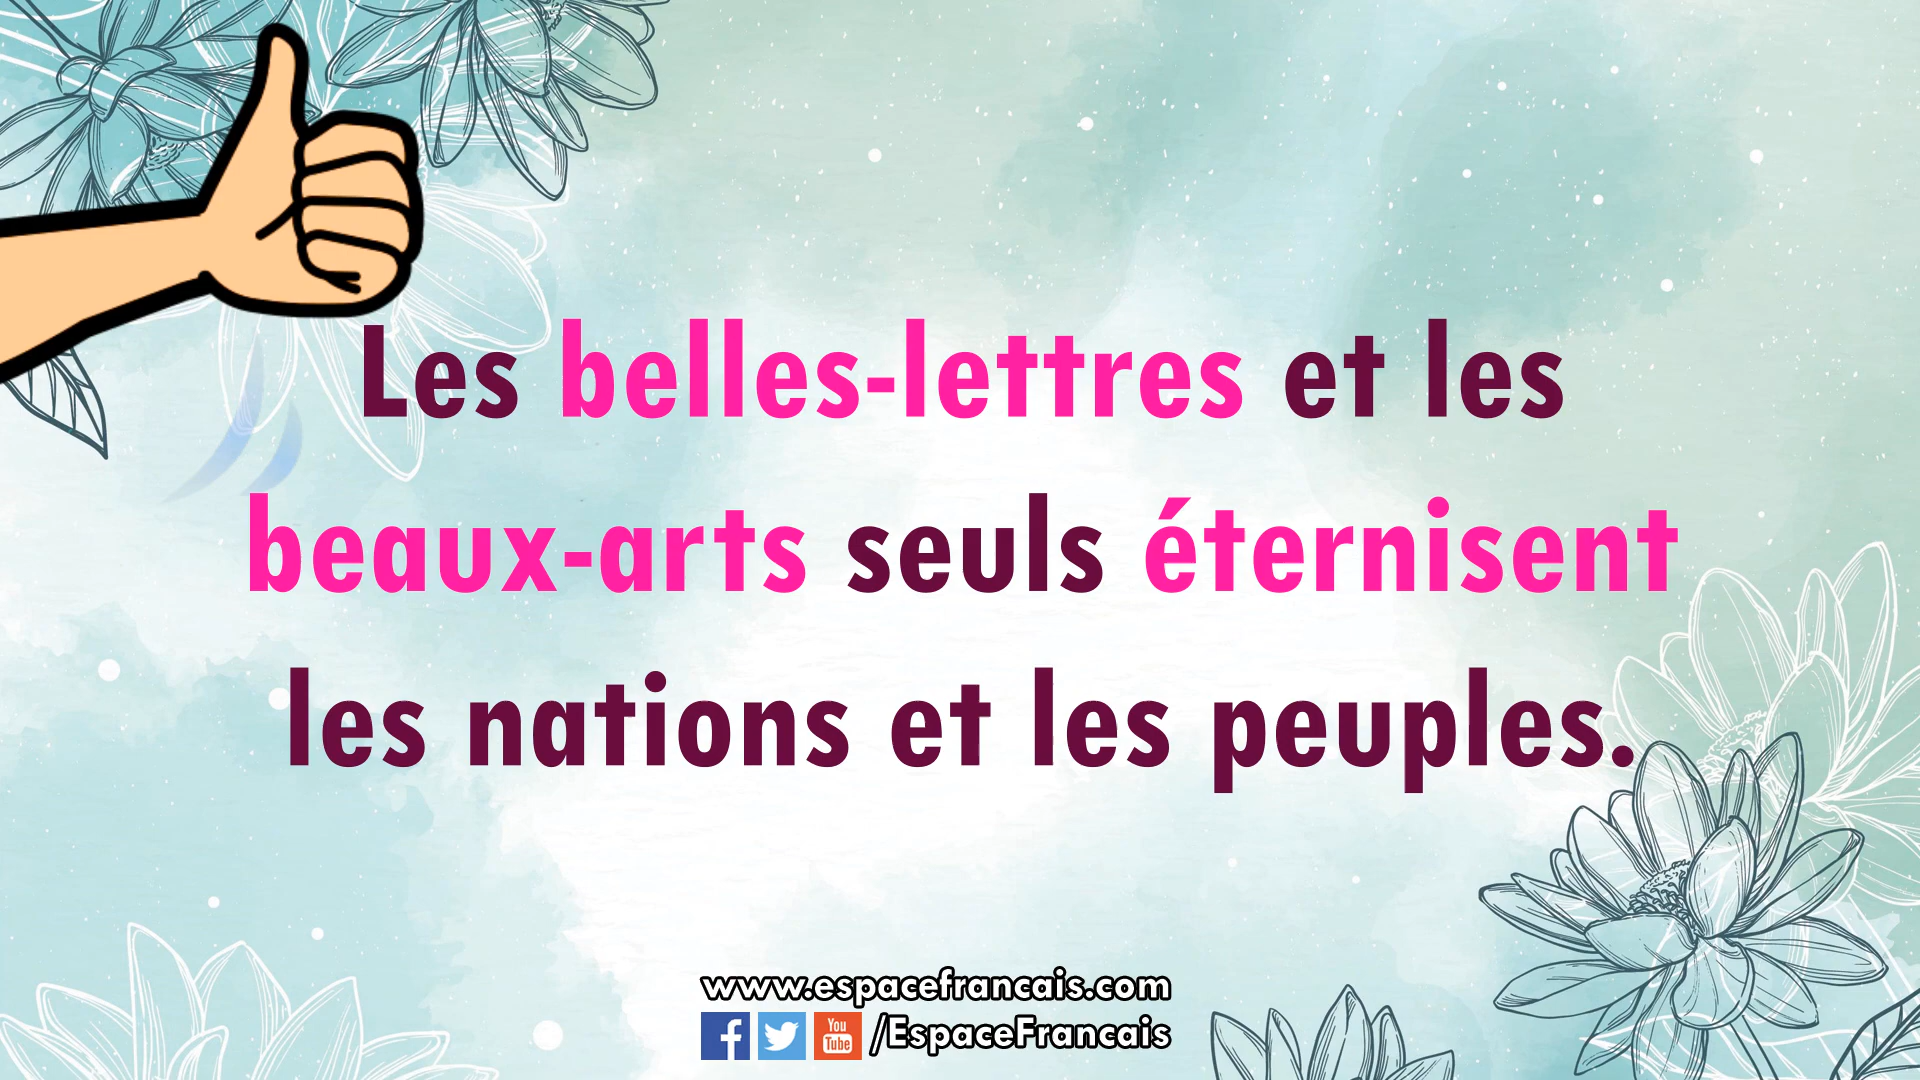 Les belles-lettres et les
beaux-arts seuls éternisent
les nations et les peuples.
www.espacefrancais.com
You
Tube
/EspaceFrancais